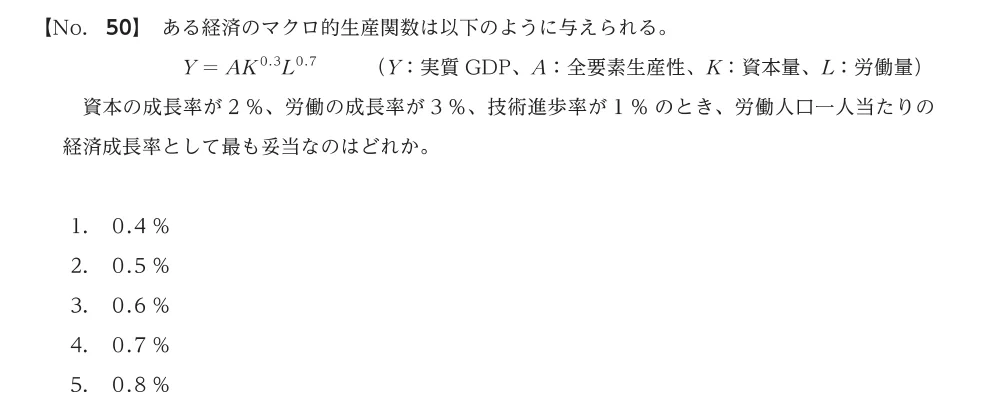 【No. 50】 ある経済のマクロ的生産関数は以下のように与えられる。
Y = AK^0.3L^0.7 （Y：実質 GDP、A：全要素生産性、K：資本量、L：労働量）
資本の成長率が 2 %、労働の成長率が 3 %、技術進歩率が 1 % のとき、労働人口一人当たりの
経済成長率として最も妥当なのはどれか。
1. 0.4 %
2. 0.5 %
3. 0.6 %
4. 0.7 %
5. 0.8 %